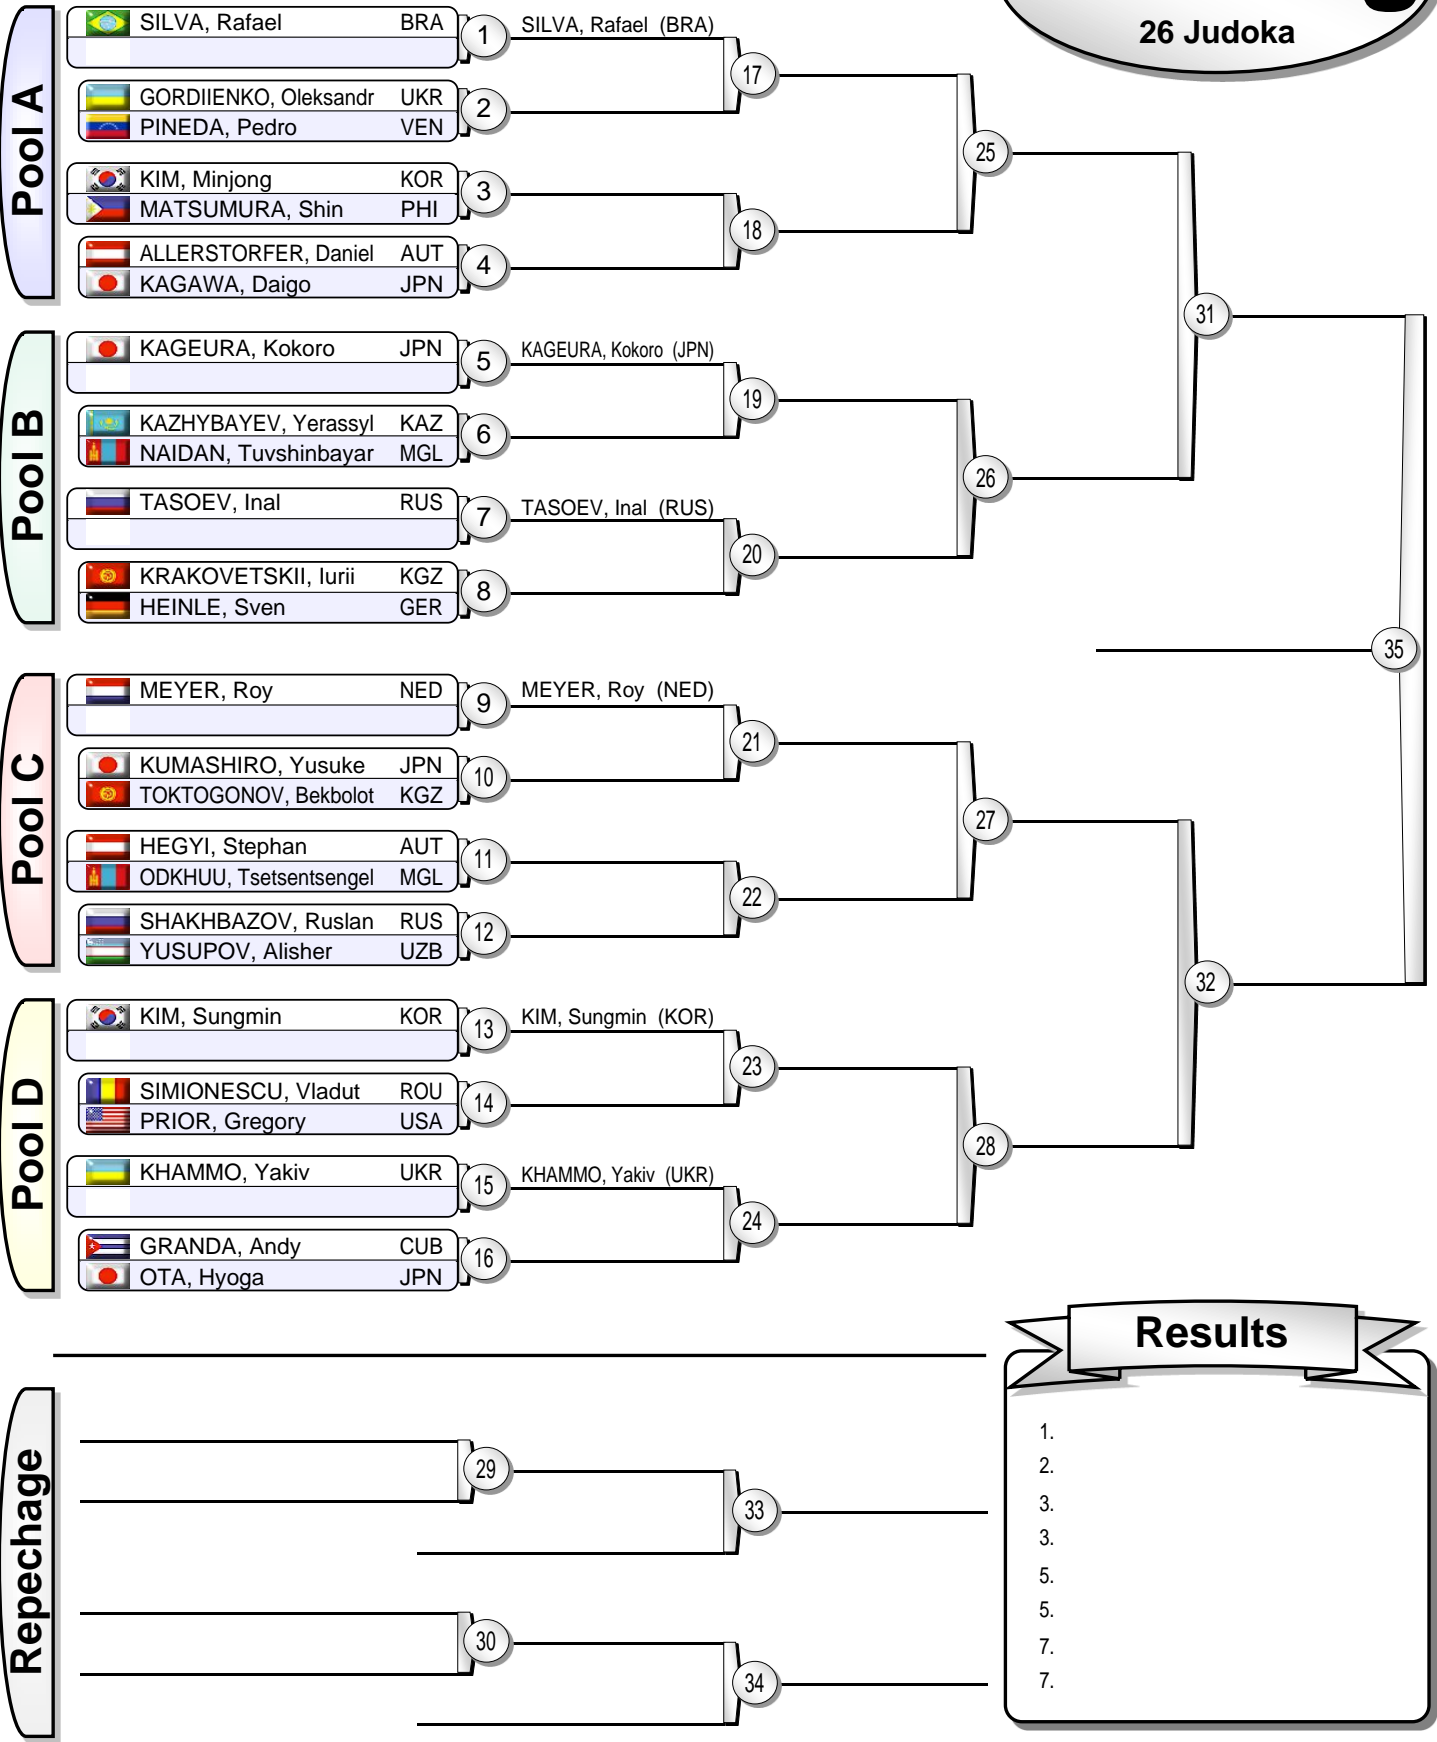 26 Judoka
Pool A
SILVA, Rafael BRA 1 SILVA, Rafael (BRA)
17
GORDIIENKO, Oleksandr UKR 2
PINEDA, Pedro VEN
25
KIM, Minjong KOR 3
MATSUMURA, Shin PHI
18
ALLERSTORFER, Daniel AUT 4
KAGAWA, Daigo JPN
31
Pool B
KAGEURA, Kokoro JPN 5 KAGEURA, Kokoro (JPN)
19
KAZHYBAYEV, Yerassyl KAZ 6
NAIDAN, Tuvshinbayar MGL
26
TASOEV, Inal RUS 7 TASOEV, Inal (RUS)
20
KRAKOVETSKII, Iurii KGZ 8
HEINLE, Sven GER
35
Pool C
MEYER, Roy NED 9 MEYER, Roy (NED)
21
KUMASHIRO, Yusuke JPN 10
TOKTOGONOV, Bekbolot KGZ
27
HEGYI, Stephan AUT 11
ODKHUU, Tsetsentsengel MGL
22
SHAKHBAZOV, Ruslan RUS 12
YUSUPOV, Alisher UZB
32
Pool D
KIM, Sungmin KOR 13 KIM, Sungmin (KOR)
23
SIMIONESCU, Vladut ROU 14
PRIOR, Gregory USA
28
KHAMMO, Yakiv UKR 15 KHAMMO, Yakiv (UKR)
24
GRANDA, Andy CUB 16
OTA, Hyoga JPN
Repechage
29
33
30
34
Results
1.
2.
3.
3.
5.
5.
7.
7.